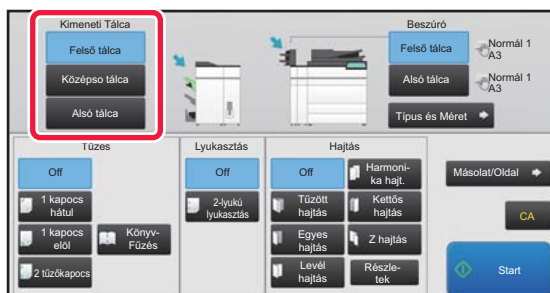 Kimeneti Tálca
Felső tálca
Középso tálca
Alsó tálca
Beszúró
Felső tálca
Normál 1
A3
Alsó tálca
Normál 1
A3
Típus és Méret
Tűzes
Off
1 kapocs
hátul
1 kapocs
elöl
Könyv-
Fűzés
2 tűzőkapocs
Lyukasztás
Off
2-lyukú
lyukasztás
Hajtás
Off
Harmoni-
ka hajt.
Tűzött
hajtás
Kettős
hajtás
Egyes
hajtás
Z hajtás
Levél
hajtás
Részle-
tek
Másolat/Oldal
CA
Start